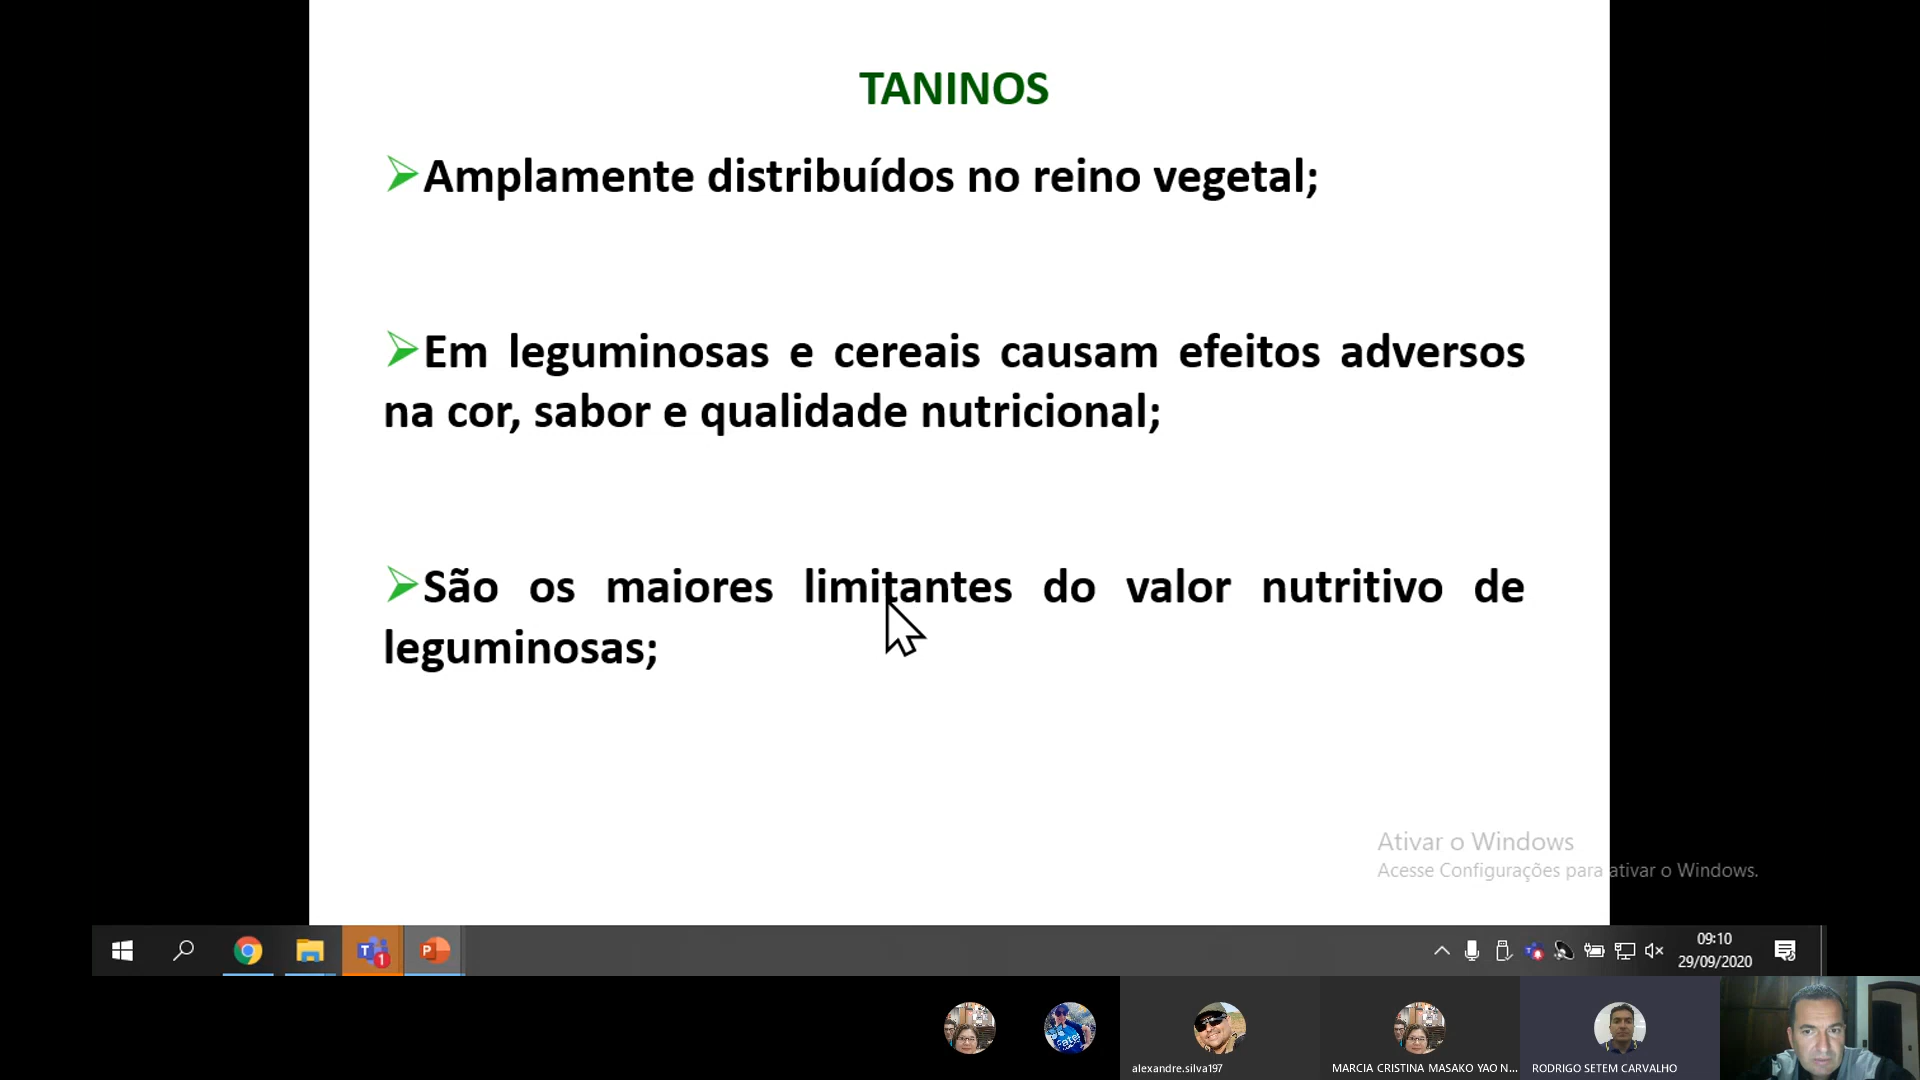 TANINOS
Amplamente distribuídos no reino vegetal;
Em leguminosas e cereais causam efeitos adversos
na cor, sabor e qualidade nutricional;
São os maiores limitantes do valor nutritivo de
leguminosas;
Ativar o Windows
Acesse Configurações para ativar o Windows.
09:10
29/09/2020
alexandre.silva197
MARCIA CRISTINA MASAKO YAO N...
RODRIGO SETEM CARVALHO